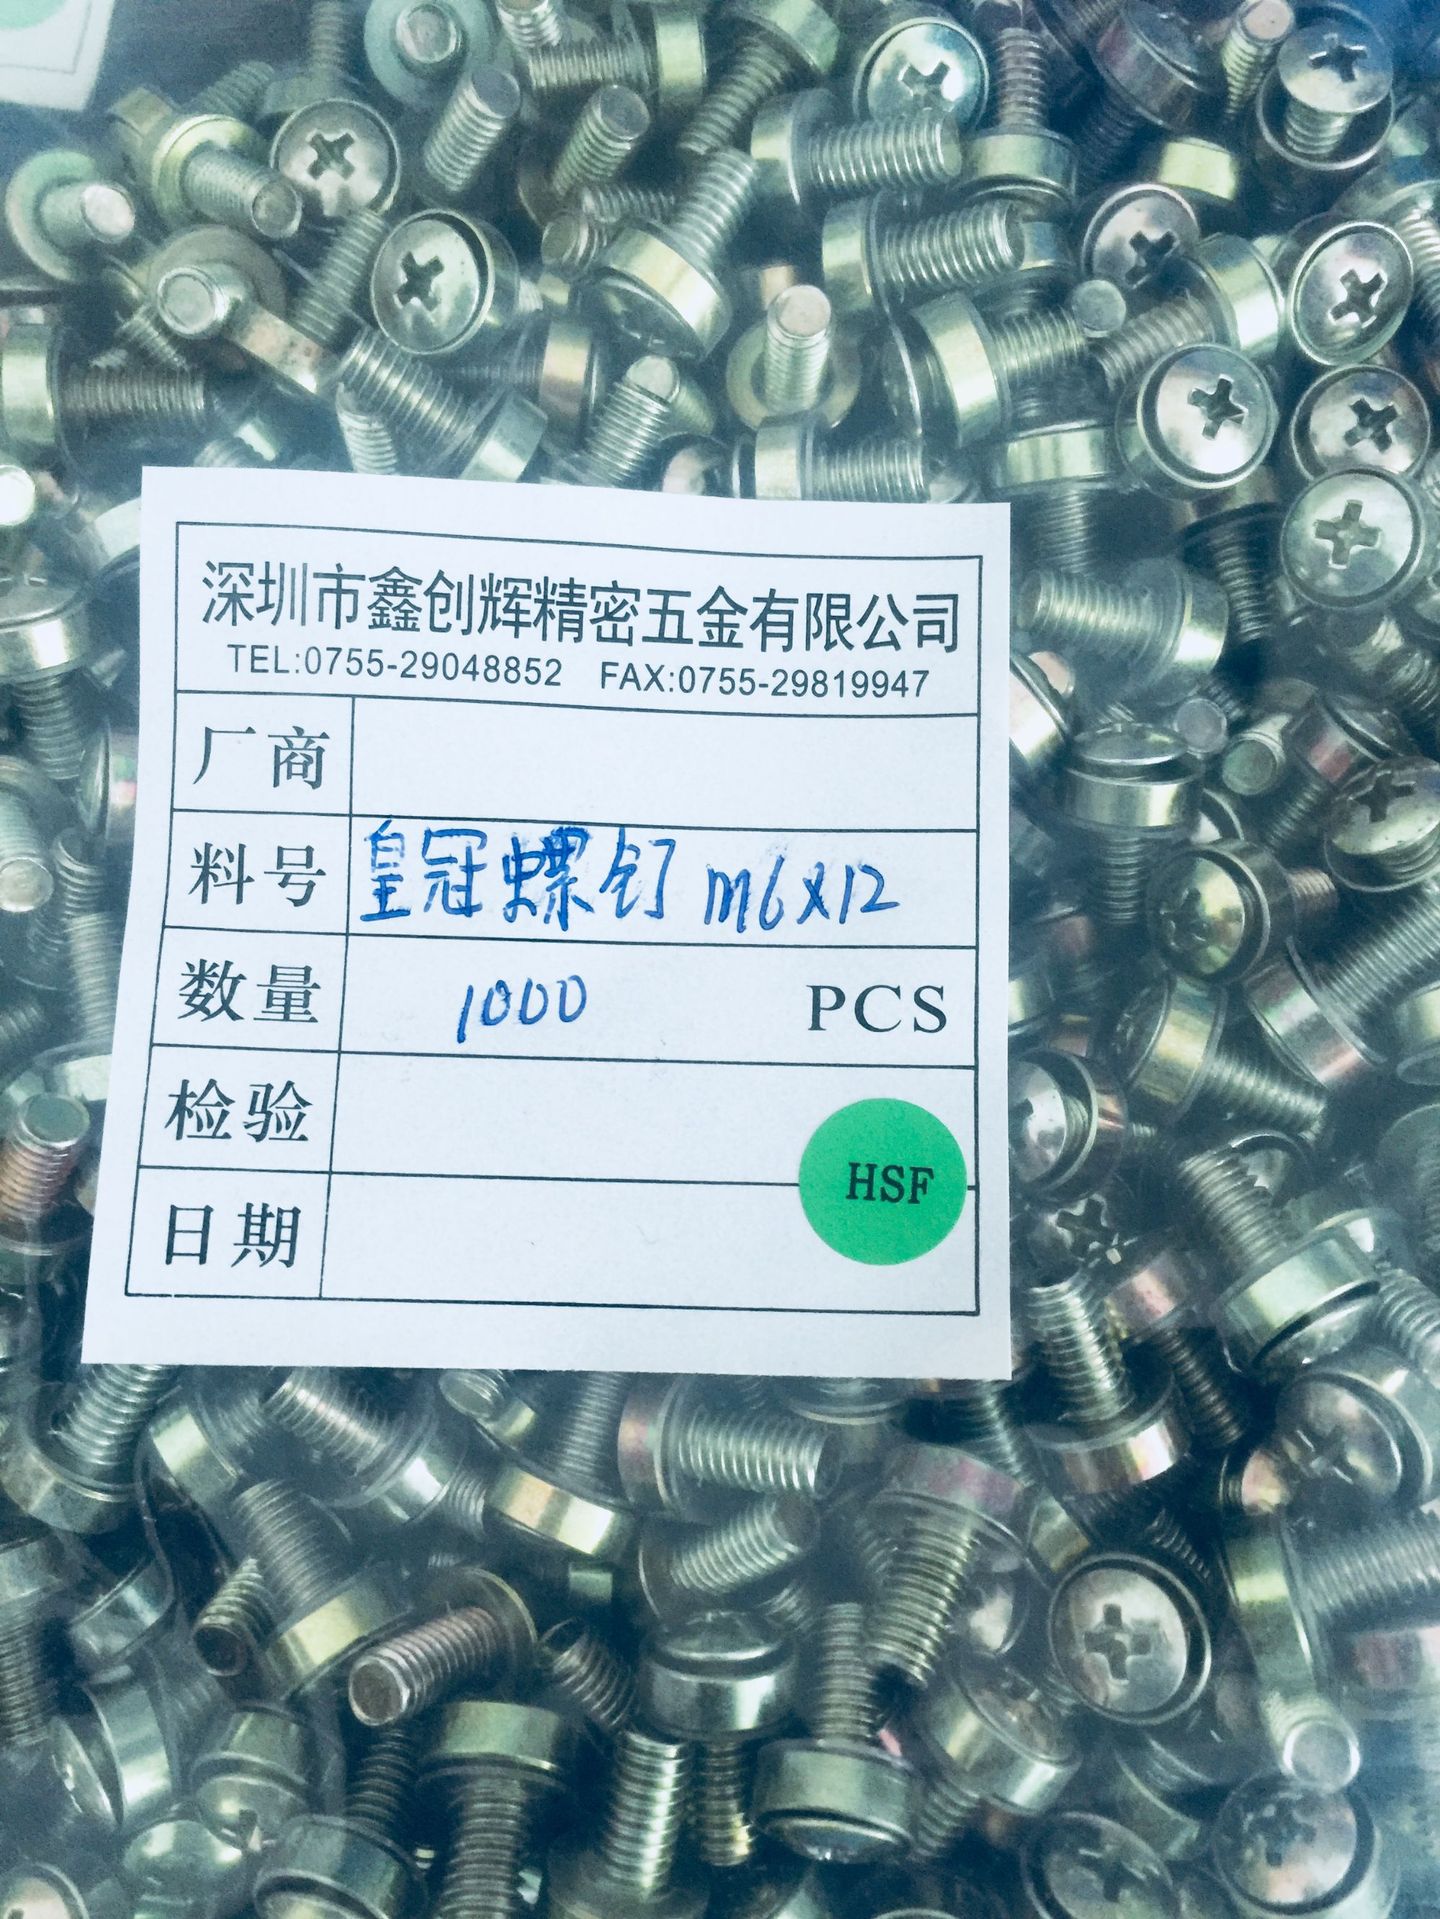 深圳市鑫创辉精密五金有限公司
TEL:0755-29048852 FAX:0755-29819947
厂商
料号 皇冠螺钉 M6X12
数量 1000 PCS
检验
HSF
日期